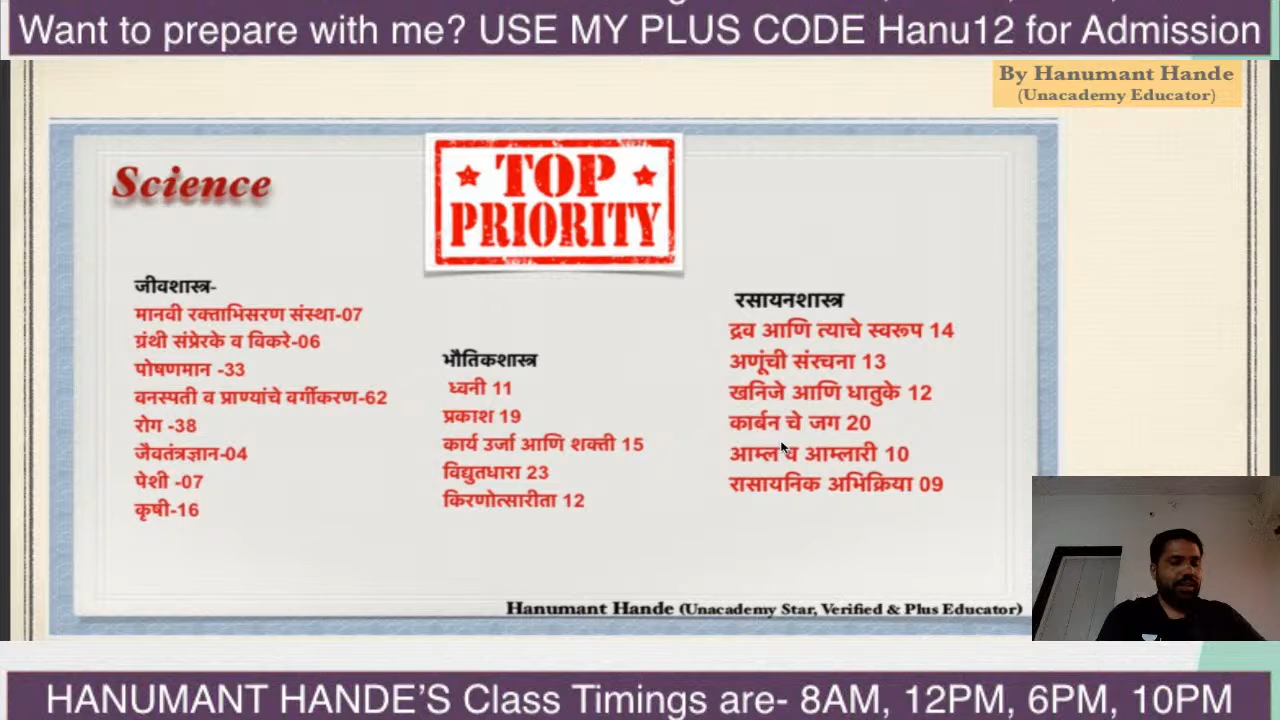 Want to prepare with me? USE MY PLUS CODE Hanu12 for Admission
By Hanumant Hande
(Unacademy Educator)
Science
TOP
PRIORITY
जीवशास्त्र-
मानवी रक्ताभिसरण संस्था-07
ग्रंथी संप्रेरके व विकरे-06
पोषणमान -33
वनस्पती व प्राण्यांचे वर्गीकरण-62
रोग -38
जैवतंत्रज्ञान-04
पेशी -07
कृषी-16
भौतिकशास्त्र
ध्वनी 11
प्रकाश 19
कार्य उर्जा आणि शक्ती 15
विद्युतधारा 23
किरणोत्सारीता 12
रसायनशास्त्र
द्रव आणि त्याचे स्वरूप 14
अणूंची संरचना 13
खनिजे आणि धातुके 12
कार्बन चे जग 20
आम्ल व आम्लारी 10
रासायनिक अभिक्रिया 09
Hanumant Hande (Unacademy Star, Verified & Plus Educator)
HANUMANT HANDE'S Class Timings are- 8AM, 12PM, 6PM, 10PM